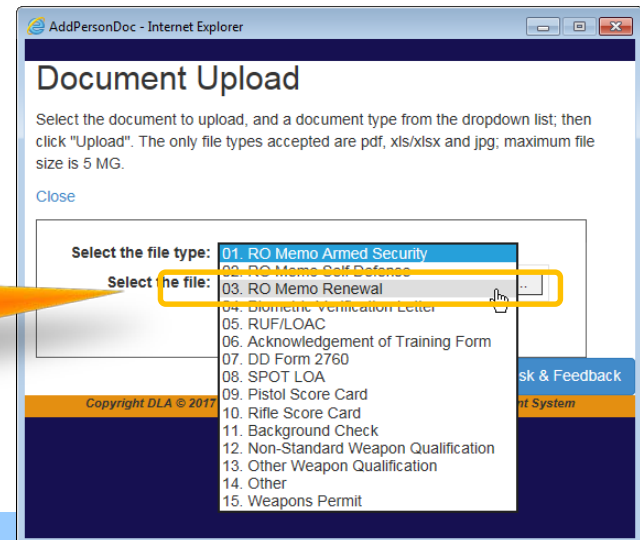 AddPersonDoc - Internet Explorer
Document Upload
Select the document to upload, and a document type from the dropdown list; then
click "Upload". The only file types accepted are pdf, xls/xlsx and jpg; maximum file
size is 5 MG.
Close
Select the file type:
01. RO Memo Armed Security
02. RO Memo Self Defense
Select the file:
03. RO Memo Renewal
...
04. Biometric Verification Letter
05. RUF/LOAC
06. Acknowledgement of Training Form
07. DD Form 2760
08. SPOT LOA
sk & Feedback
09. Pistol Score Card
Copyright DLA © 2017
nt System
10. Rifle Score Card
11. Background Check
12. Non-Standard Weapon Qualification
13. Other Weapon Qualification
14. Other
15. Weapons Permit